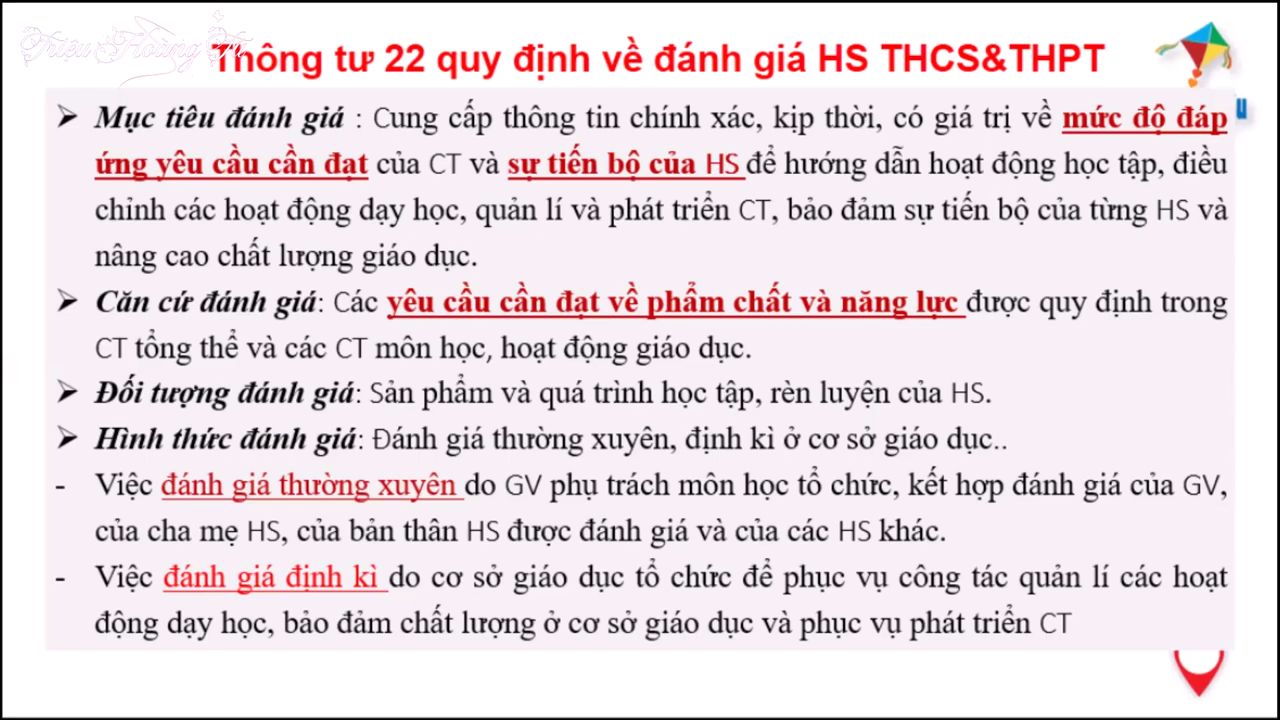 Triệu Hoàng
Thông tư 22 quy định về đánh giá HS THCS&THPT
➤ Mục tiêu đánh giá : Cung cấp thông tin chính xác, kịp thời, có giá trị về mức độ đáp
ứng yêu cầu cần đạt của CT và sự tiến bộ của HS để hướng dẫn hoạt động học tập, điều
chỉnh các hoạt động dạy học, quản lí và phát triển CT, bảo đảm sự tiến bộ của từng HS và
nâng cao chất lượng giáo dục.
➤ Căn cứ đánh giá: Các yêu cầu cần đạt về phẩm chất và năng lực được quy định trong
CT tổng thể và các CT môn học, hoạt động giáo dục.
➤ Đối tượng đánh giá: Sản phẩm và quá trình học tập, rèn luyện của HS.
➤ Hình thức đánh giá: Đánh giá thường xuyên, định kì ở cơ sở giáo dục..
- Việc đánh giá thường xuyên do GV phụ trách môn học tổ chức, kết hợp đánh giá của GV,
của cha mẹ HS, của bản thân HS được đánh giá và của các HS khác.
- Việc đánh giá định kì do cơ sở giáo dục tổ chức để phục vụ công tác quản lí các hoạt
động dạy học, bảo đảm chất lượng ở cơ sở giáo dục và phục vụ phát triển CT